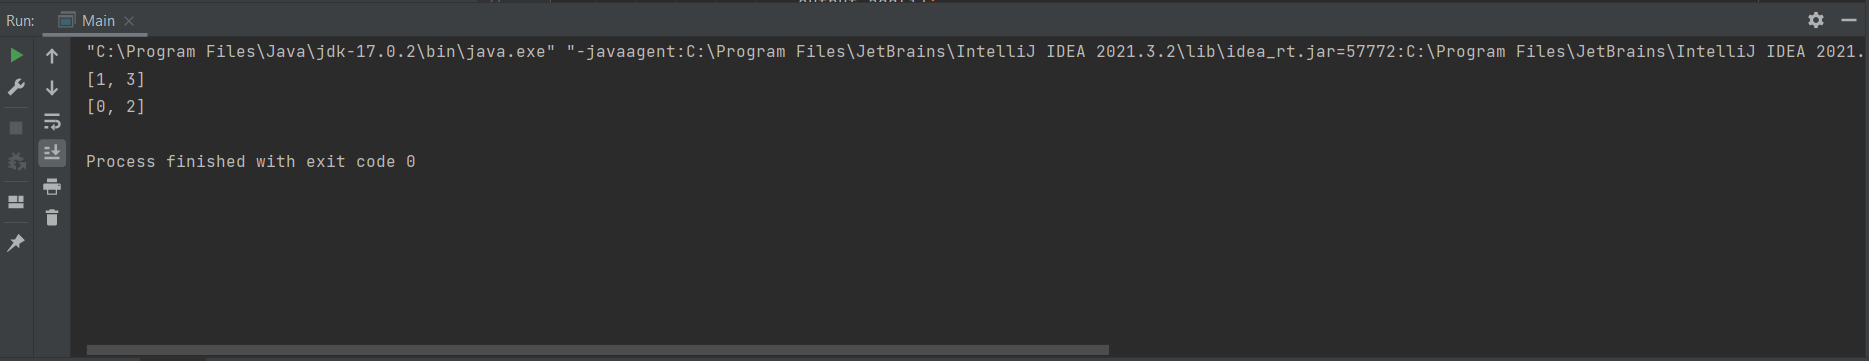 Run: Main
"C:\Program Files\Java\jdk-17.0.2\bin\java.exe" "-javaagent:C:\Program Files\JetBrains\IntelliJ IDEA 2021.3.2\lib\idea_rt.jar=57772:C:\Program Files\JetBrains\IntelliJ IDEA 2021.
[1, 3]
[0, 2]
Process finished with exit code 0